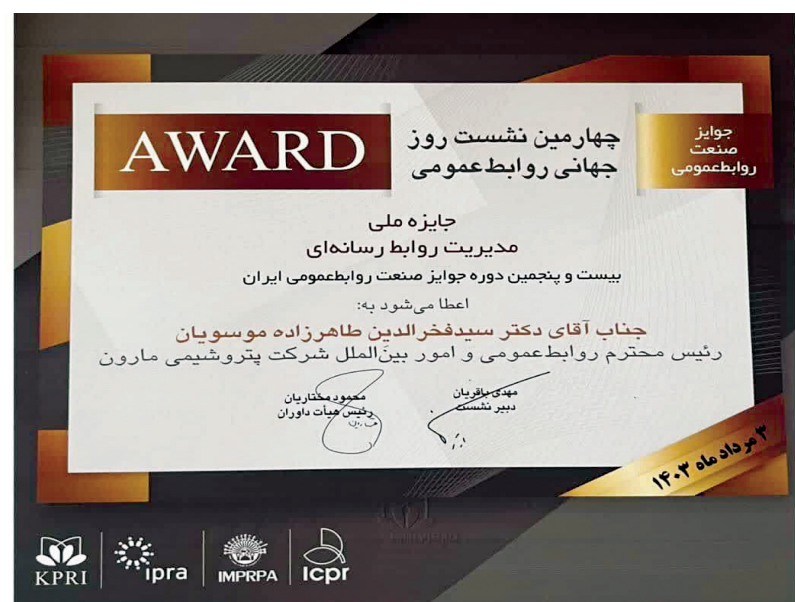 AWARD
چهارمین نشست روز
جهانی روابط‌عمومی
جوایز
صنعت
روابط‌عمومی
جایزه ملی
مدیریت روابط رسانه‌ای
بیست و پنجمین دوره جوایز صنعت روابط‌عمومی ایران
اعطا می‌شود به:
جناب آقای دکتر سیدفخرالدین طاهرزاده موسویان
رئیس محترم روابط‌عمومی و امور بین‌الملل شرکت پتروشیمی مارون
مهدی باقریان
دبیر نشست
محمود مختاریان
رئیس هیأت داوران
۳ مرداد ماه ۱۴۰۳
KPRI
ipra
IMPRPA
Icpr